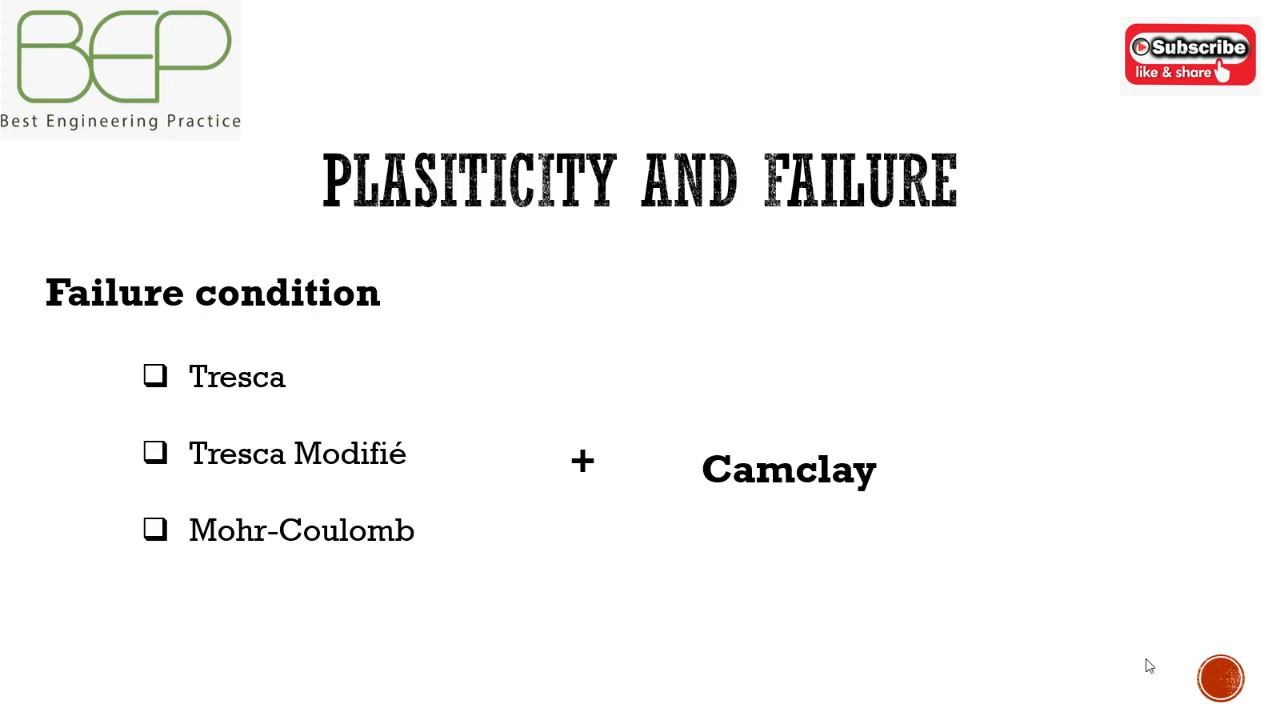 BEP
Best Engineering Practice
Subscribe
like & share
PLASITICITY AND FAILURE
Failure condition
Tresca
Tresca Modifié
Mohr-Coulomb
+
Camclay